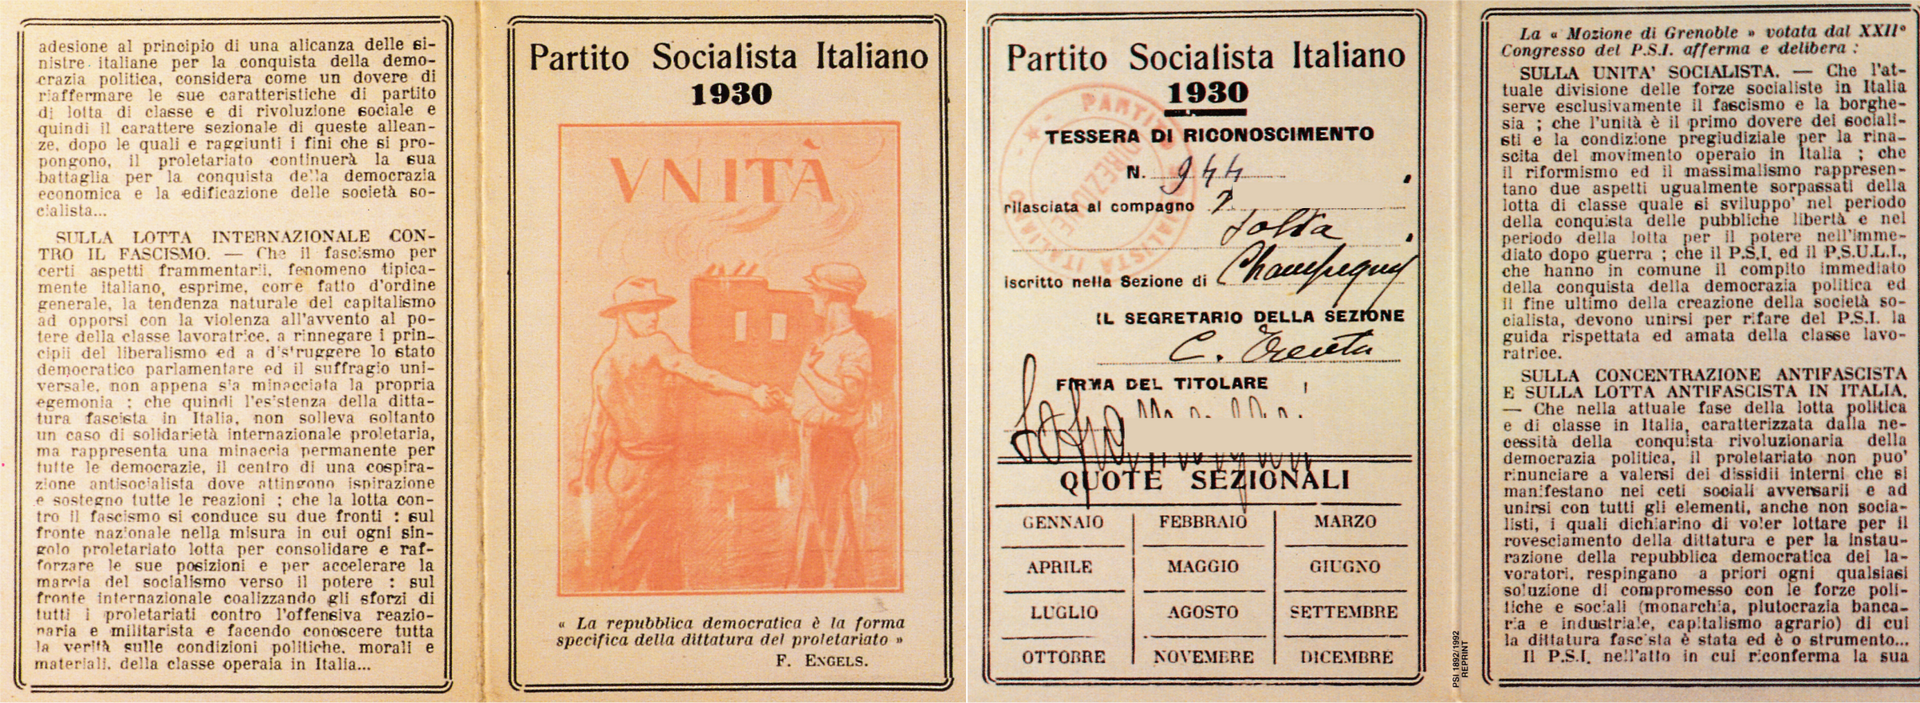 adesione al principio di una alicanza delle si-
nistre italiane per la conquista della demo-
crazia politica, considera come un dovere di
riaffermare le sue caratteristiche di partito
di lotta di classe e di rivoluzione sociale e
quindi il carattere sezionale di queste allean-
ze, dopo le quali e raggiunti i fini che si pro-
pongono, il proletariato continuerà la sua
battaglia per la conquista della democrazia
economica e la edificazione delle società so-
cialista...
SULLA LOTTA INTERNAZIONALE CON-
TRO IL FASCISMO. — Che il fascismo per
certi aspetti frammentarii, fenomeno tipica-
mente italiano, esprime, come fatto d'ordine
generale, la tendenza naturale del capitalismo
ad opporsi con la violenza all'avvento al po-
tere della classe lavoratrice, a rinnegare i prin-
cipii del liberalismo ed a d's'ruggere lo stato
democratico parlamentare ed il suffragio uni-
versale, non appena s'a minacciata la propria
egemonia ; che quindi l'es'stenza della ditta-
tura fascista in Italia, non solleva soltanto
un caso di solidarietà internazionale proletaria,
ma rappresenta una minaccia permanente per
tutte le democrazie, il centro di una cospira-
zione antisocialista dove attingono ispirazione
e sostegno tutte le reazioni ; che la lotta con-
tro il fascismo si conduce su due fronti : sul
fronte nazionale nella misura in cui ogni sin-
golo proletariato lotta per consolidare e raf-
forzare le sue posizioni e per accelerare la
marcia del socialismo verso il potere : sul
fronte internazionale coalizzando gli sforzi di
tutti i proletariati contro l'offensiva reazio-
naria e militarista e facendo conoscere tutta
la verità sulle condizioni politiche, morali e
materiali, della classe operaia in Italia...
Partito Socialista Italiano
1930
VNITÀ
« La repubblica democratica è la forma
specifica della dittatura del proletariato »
F. ENGELS.
Partito Socialista Italiano
1930
TESSERA DI RICONOSCIMENTO
N. 944
rilasciata al compagno
iscritto nella Sezione di Champigny
IL SEGRETARIO DELLA SEZIONE
FIRMA DEL TITOLARE
QUOTE SEZIONALI
GENNAIO FEBBRAIO MARZO
APRILE MAGGIO GIUGNO
LUGLIO AGOSTO SETTEMBRE
OTTOBRE NOVEMBRE DICEMBRE
PARTITO SOCIALISTA ITALIANO
DIREZIONE
PSI 1892/1992
REPRINT
La « Mozione di Grenoble » votata dal XXII°
Congresso del P.S.I. afferma e delibera :
SULLA UNITA' SOCIALISTA. — Che l'at-
tuale divisione delle forze socialiste in Italia
serve esclusivamente il fascismo e la borghe-
sia ; che l'unità è il primo dovere dei sociali-
sti e la condizione pregiudiziale per la rina-
scita del movimento operaio in Italia ; che
il riformismo ed il massimalismo rappresen-
tano due aspetti ugualmente sorpassati della
lotta di classe quale si sviluppo' nel periodo
della conquista delle pubbliche libertà e nel
periodo della lotta per il potere nell'imme-
diato dopo guerra ; che il P.S.I. ed il P.S.U.L.I.,
che hanno in comune il compito immediato
della conquista della democrazia politica ed
il fine ultimo della creazione della società so-
cialista, devono unirsi per rifare del P.S.I. la
guida rispettata ed amata della classe lavo-
ratrice.
SULLA CONCENTRAZIONE ANTIFASCISTA
E SULLA LOTTA ANTIFASCISTA IN ITALIA.
— Che nella attuale fase della lotta politica
e di classe in Italia, caratterizzata dalla ne-
cessità della conquista rivoluzionaria della
democrazia politica, il proletariato non puo'
rinunciare a valersi dei dissidii interni che si
manifestano nei ceti sociali avversarii e ad
unirsi con tutti gli elementi, anche non socia-
listi, i quali dichiarino di voler lottare per il
rovesciamento della dittatura e per la instau-
razione della repubblica democratica dei la-
voratori, respingano a priori ogni qualsiasi
soluzione di compromesso con le forze poli-
tiche e sociali (monarchia, plutocrazia banca-
ria e industriale, capitalismo agrario) di cui
la dittatura fascista è stata ed è o strumento...
Il P.S.I. nell'atto in cui riconferma la sua